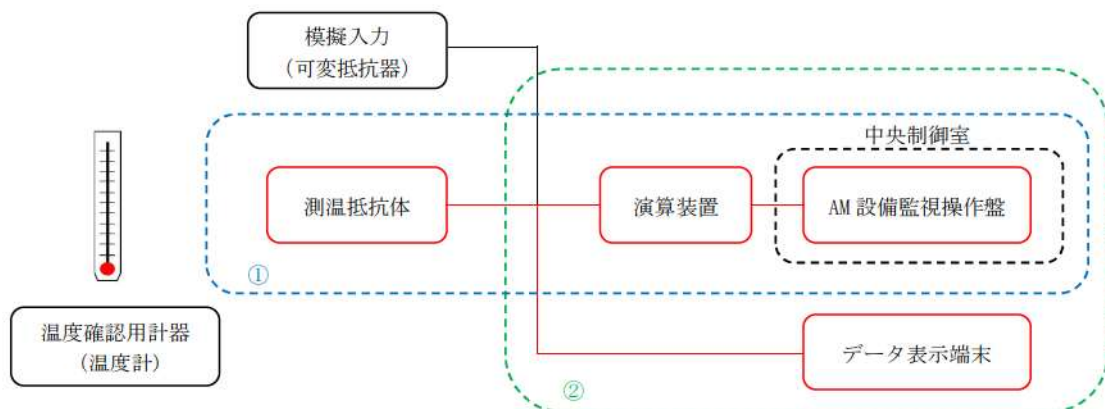 模擬入力
（可変抵抗器）
中央制御室
測温抵抗体
演算装置
AM 設備監視操作盤
①
温度確認用計器
（温度計）
データ表示端末
②